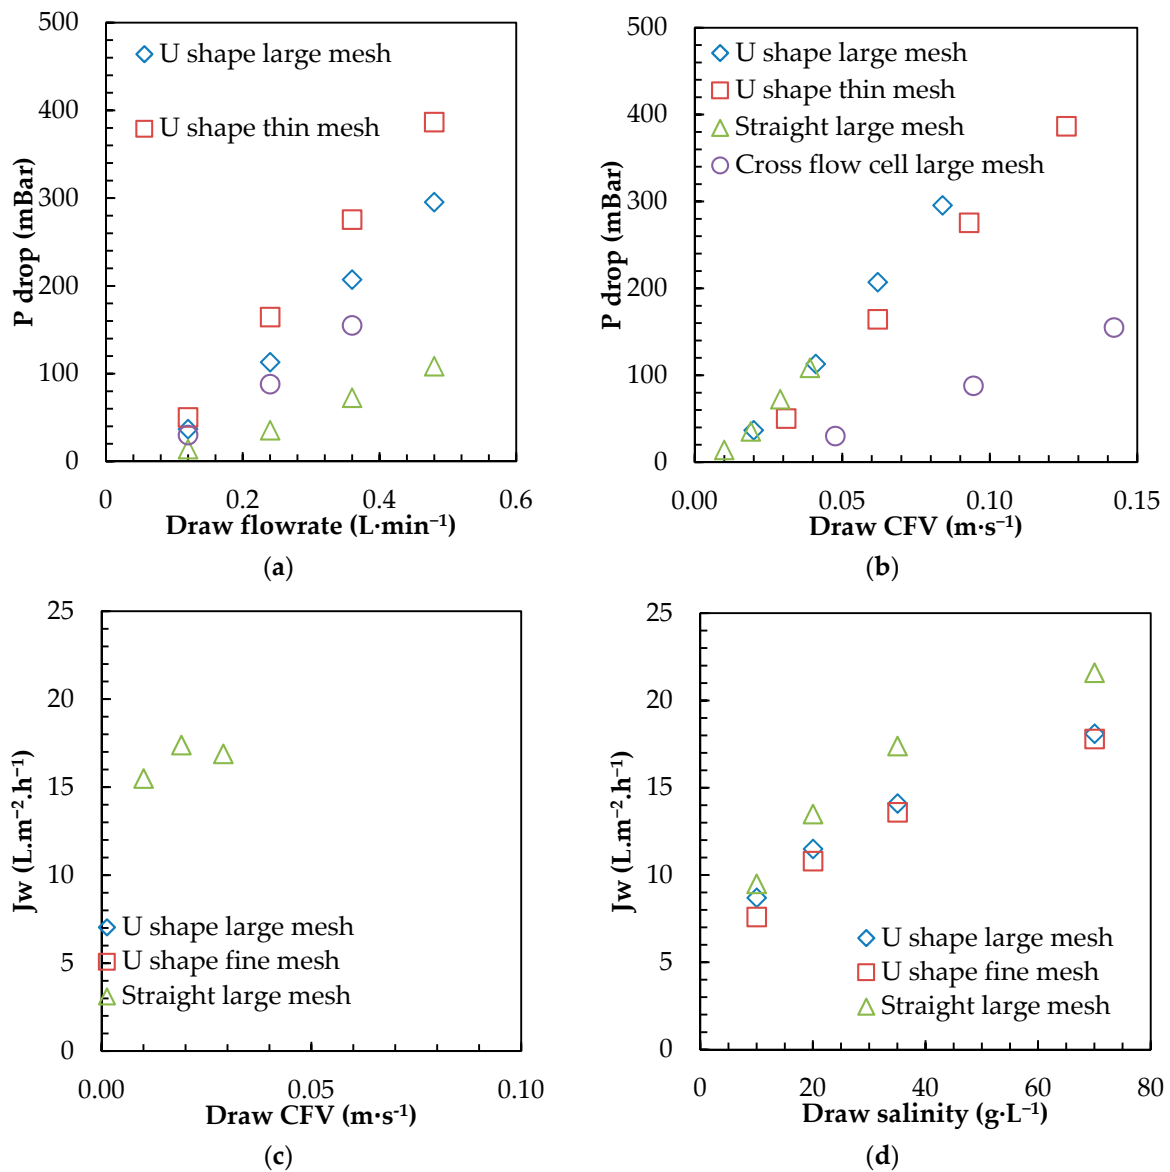 500
400
300
200
100
0
P drop (mBar)
U shape large mesh
U shape thin mesh
0
0.2
0.4
0.6
Draw flowrate (L·min⁻¹)
(a)
500
400
300
200
100
0
P drop (mBar)
U shape large mesh
U shape thin mesh
Straight large mesh
Cross flow cell large mesh
0.00
0.05
0.10
0.15
Draw CFV (m·s⁻¹)
(b)
25
20
15
10
5
0
Jw (L.m⁻².h⁻¹)
U shape large mesh
U shape fine mesh
Straight large mesh
0.00
0.05
0.10
Draw CFV (m·s⁻¹)
(c)
25
20
15
10
5
0
Jw (L.m⁻².h⁻¹)
U shape large mesh
U shape fine mesh
Straight large mesh
0
20
40
60
80
Draw salinity (g·L⁻¹)
(d)